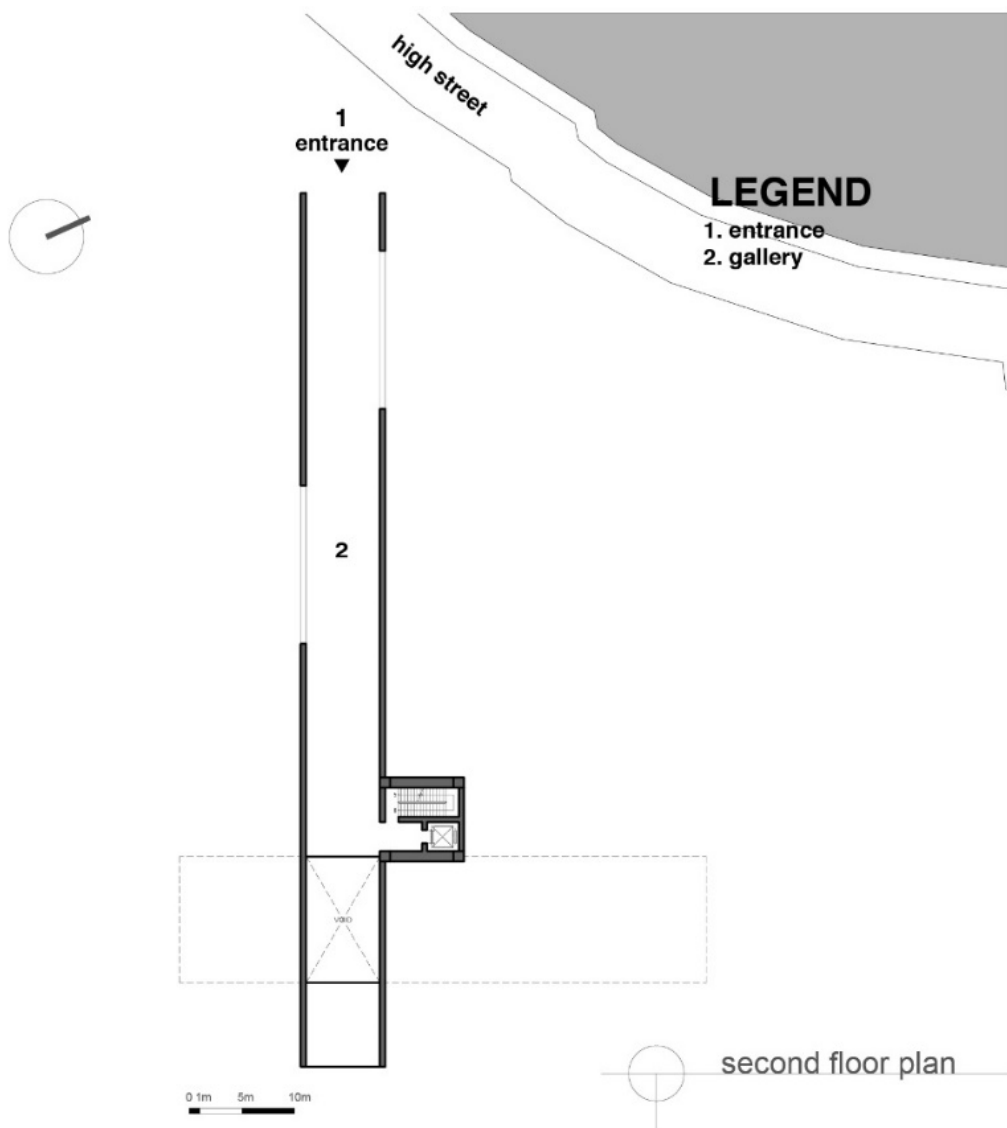 high street
1
entrance
LEGEND
1. entrance
2. gallery
2
VOID
second floor plan
0 1m 5m 10m